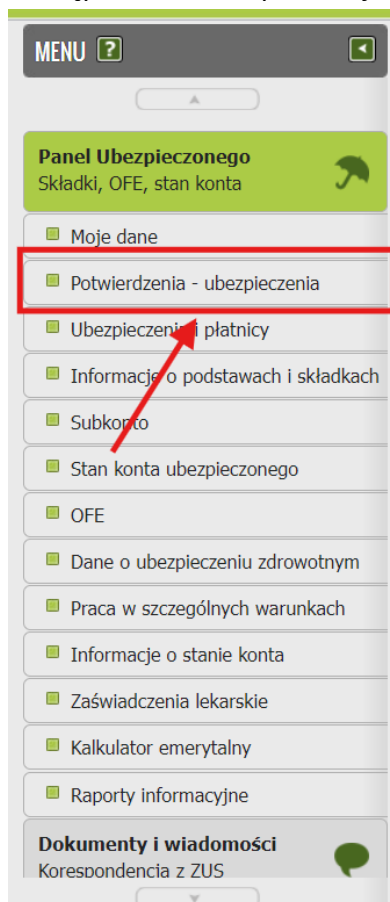 MENU ?
Panel Ubezpieczonego
Składki, OFE, stan konta
Moje dane
Potwierdzenia - ubezpieczenia
Ubezpieczenia i płatnicy
Informacje o podstawach i składkach
Subkonto
Stan konta ubezpieczonego
OFE
Dane o ubezpieczeniu zdrowotnym
Praca w szczególnych warunkach
Informacje o stanie konta
Zaświadczenia lekarskie
Kalkulator emerytalny
Raporty informacyjne
Dokumenty i wiadomości
Korespondencja z ZUS